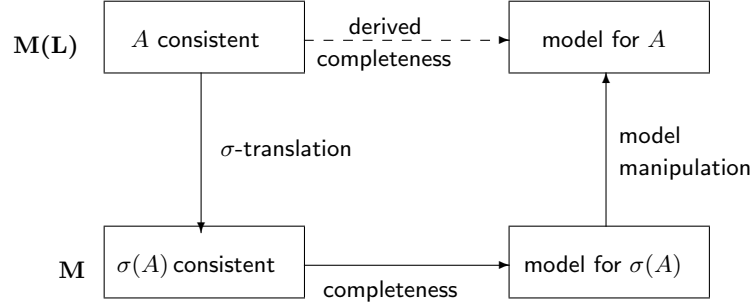 M(L)
A consistent
derived
completeness
model for A
σ-translation
model
manipulation
M
σ(A) consistent
completeness
model for σ(A)